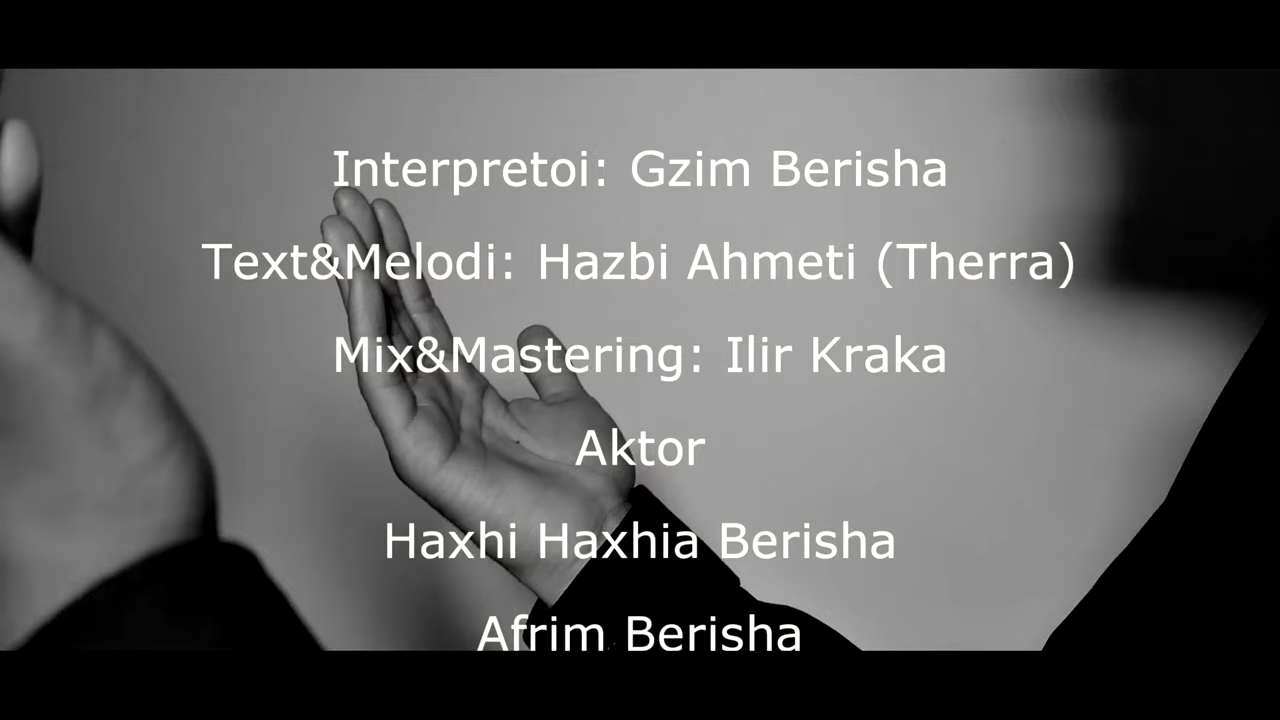 Interpretoi: Gzim Berisha
Text&Melodi: Hazbi Ahmeti (Therra)
Mix&Mastering: Ilir Kraka
Aktor
Haxhi Haxhia Berisha
Afrim Berisha